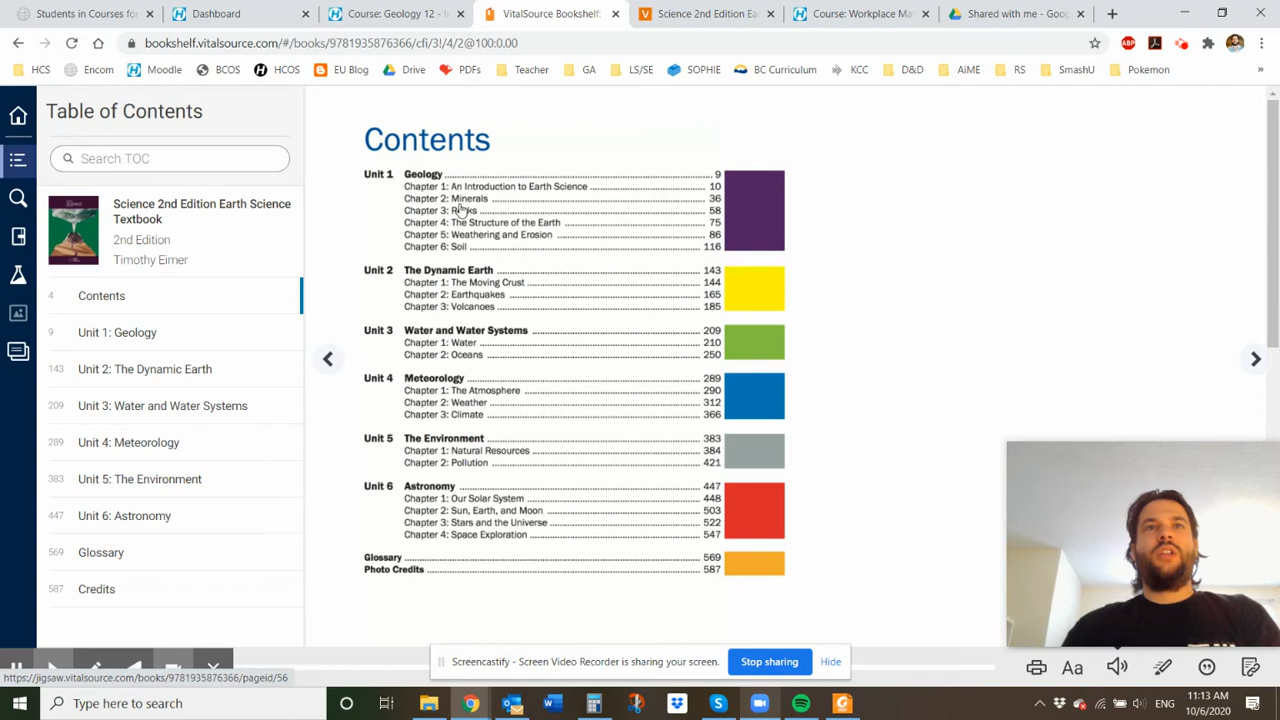 Students in Courses for
Dashboard
Course: Geology 12 - 1
VitalSource Bookshelf:
Science 2nd Edition Ea
Course: Workplace Ma
Shared with me - Goog
bookshelf.vitalsource.com/#/books/9781935876366/cfi/3!/4/2@100:0.00
HCS
Encom
Moodle
BCOS
HCOS
EU Blog
Drive
PDFs
Teacher
GA
LS/SE
SOPHIE
BC Curriculum
KCC
D&D
AiME
RS
SmashU
Pokemon
»
Table of Contents
Search TOC
Science 2nd Edition Earth Science
Textbook
2nd Edition
Timothy Eimer
4 Contents
9 Unit 1: Geology
143 Unit 2: The Dynamic Earth
209 Unit 3: Water and Water Systems
289 Unit 4: Meteorology
383 Unit 5: The Environment
447 Unit 6: Astronomy
569 Glossary
587 Credits
Contents
Unit 1 Geology 9
Chapter 1: An Introduction to Earth Science 10
Chapter 2: Minerals 36
Chapter 3: Rocks 58
Chapter 4: The Structure of the Earth 75
Chapter 5: Weathering and Erosion 86
Chapter 6: Soil 116
Unit 2 The Dynamic Earth 143
Chapter 1: The Moving Crust 144
Chapter 2: Earthquakes 165
Chapter 3: Volcanoes 185
Unit 3 Water and Water Systems 209
Chapter 1: Water 210
Chapter 2: Oceans 250
Unit 4 Meteorology 289
Chapter 1: The Atmosphere 290
Chapter 2: Weather 312
Chapter 3: Climate 366
Unit 5 The Environment 383
Chapter 1: Natural Resources 384
Chapter 2: Pollution 421
Unit 6 Astronomy 447
Chapter 1: Our Solar System 448
Chapter 2: Sun, Earth, and Moon 503
Chapter 3: Stars and the Universe 522
Chapter 4: Space Exploration 547
Glossary 569
Photo Credits 587
Screencastify - Screen Video Recorder is sharing your screen.
Stop sharing
Hide
Aa
https://jigsaw.vitalsource.com/books/9781935876366/pageid/56
Type here to search
11:13 AM
10/6/2020